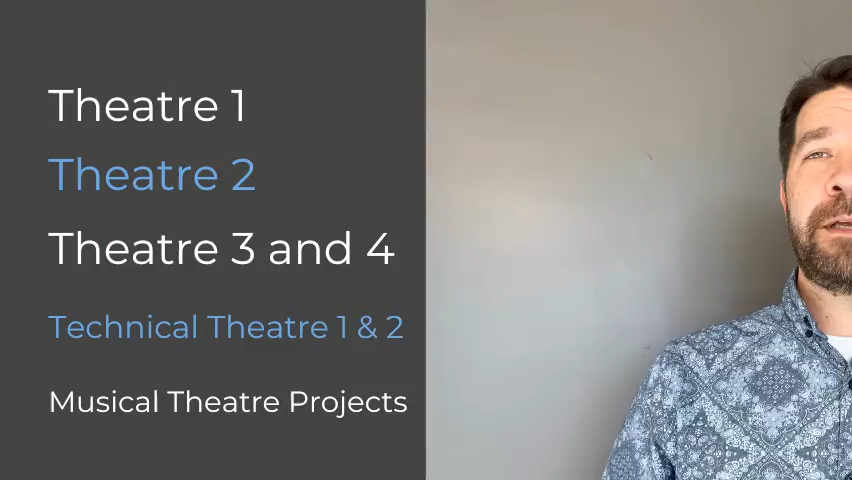 Theatre 1
Theatre 2
Theatre 3 and 4
Technical Theatre 1 & 2
Musical Theatre Projects